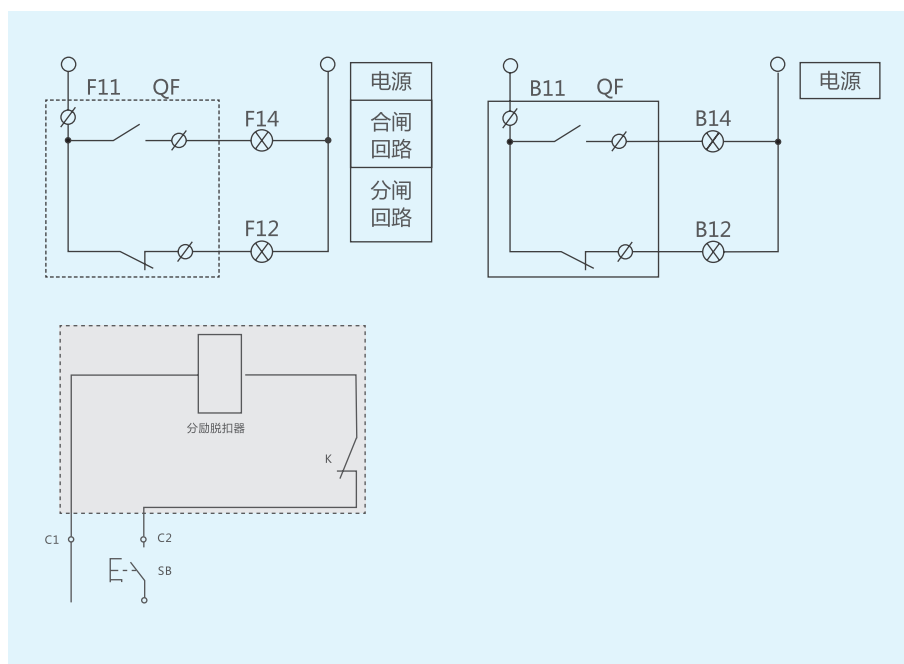 F11 QF
F14
F12
电源
合闸
回路
分闸
回路
B11 QF
B14
B12
电源
分励脱扣器
K
C1
C2
SB